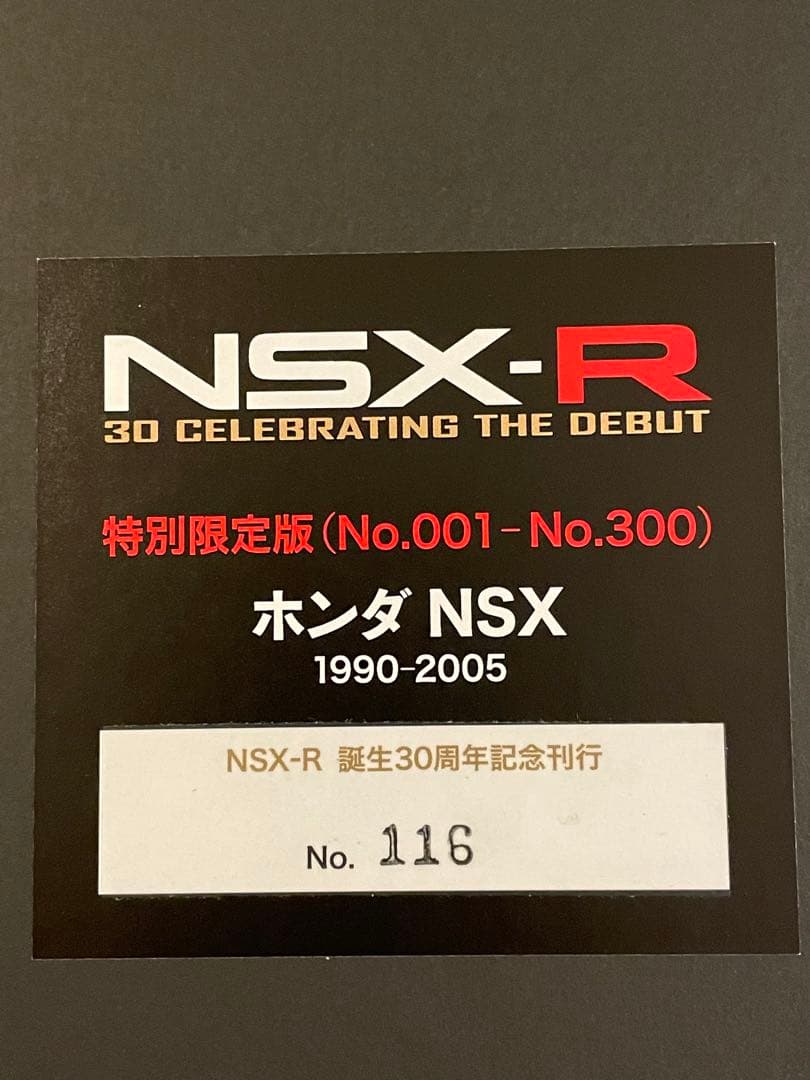 NSX-R
30 CELEBRATING THE DEBUT
特別限定版(No.001-No.300)
ホンダ NSX
1990-2005
NSX-R 誕生30周年記念刊行
No. 116